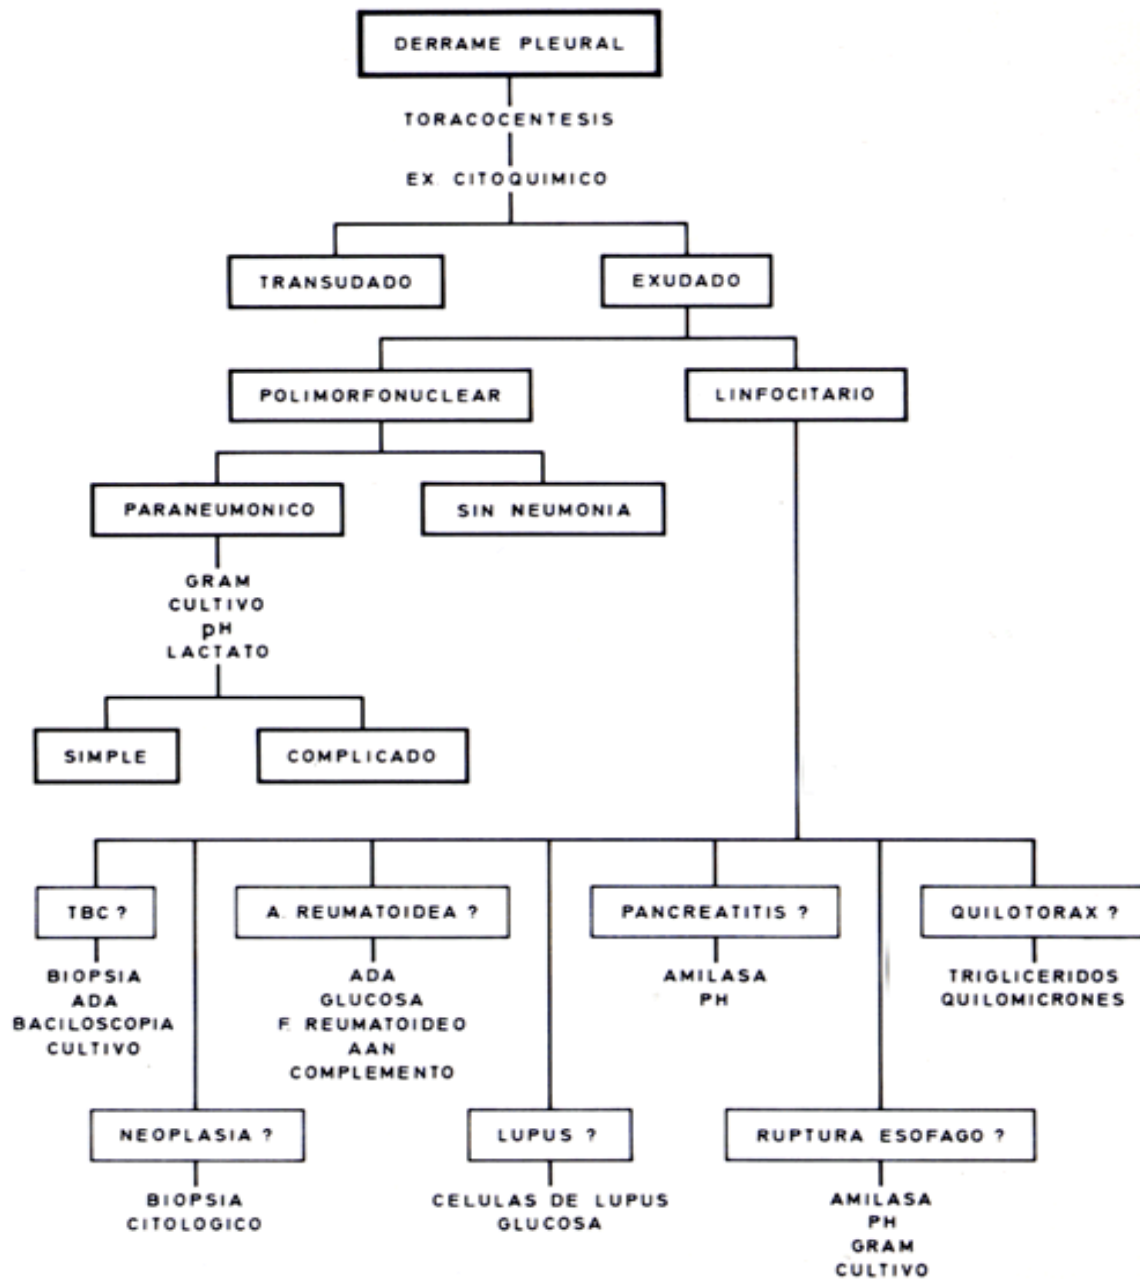 DERRAME PLEURAL
TORACOCENTESIS
EX. CITOQUIMICO
TRANSUDADO
EXUDADO
POLIMORFONUCLEAR
LINFOCITARIO
PARANEUMONICO
SIN NEUMONIA
GRAM
CULTIVO
pH
LACTATO
SIMPLE
COMPLICADO
TBC ?
BIOPSIA
ADA
BACILOSCOPIA
CULTIVO
A. REUMATOIDEA ?
ADA
GLUCOSA
F. REUMATOIDEO
AAN
COMPLEMENTO
PANCREATITIS ?
AMILASA
PH
QUILOTORAX ?
TRIGLICERIDOS
QUILOMICRONES
NEOPLASIA ?
BIOPSIA
CITOLOGICO
LUPUS ?
CELULAS DE LUPUS
GLUCOSA
RUPTURA ESOFAGO ?
AMILASA
PH
GRAM
CULTIVO